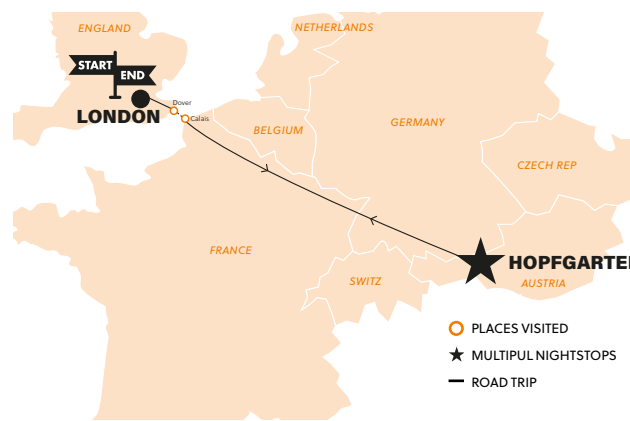 ENGLAND
NETHERLANDS
START
END
Dover
LONDON
Calais
BELGIUM
GERMANY
CZECH REP
FRANCE
HOPFGARTE
SWITZ
AUSTRIA
PLACES VISITED
MULTIPUL NIGHTSTOPS
ROAD TRIP